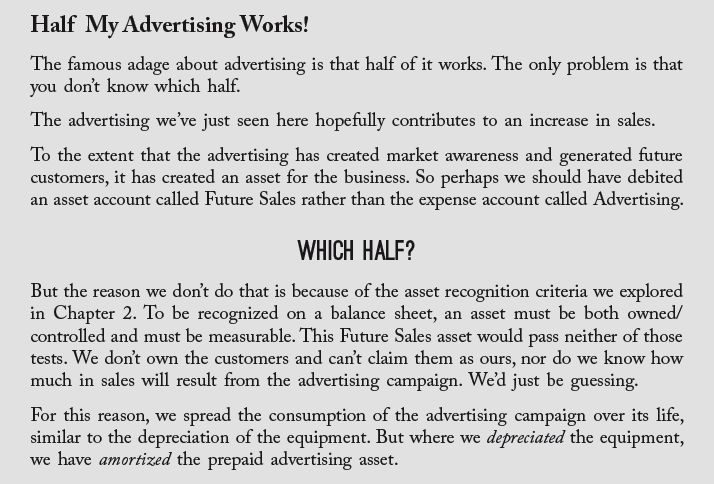 Half My Advertising Works!
The famous adage about advertising is that half of it works. The only problem is that
you don't know which half.
The advertising we've just seen here hopefully contributes to an increase in sales.
To the extent that the advertising has created market awareness and generated future
customers, it has created an asset for the business. So perhaps we should have debited
an asset account called Future Sales rather than the expense account called Advertising.
WHICH HALF?
But the reason we don't do that is because of the asset recognition criteria we explored
in Chapter 2. To be recognized on a balance sheet, an asset must be both owned/
controlled and must be measurable. This Future Sales asset would pass neither of those
tests. We don't own the customers and can't claim them as ours, nor do we know how
much in sales will result from the advertising campaign. We'd just be guessing.
For this reason, we spread the consumption of the advertising campaign over its life,
similar to the depreciation of the equipment. But where we depreciated the equipment,
we have amortized the prepaid advertising asset.